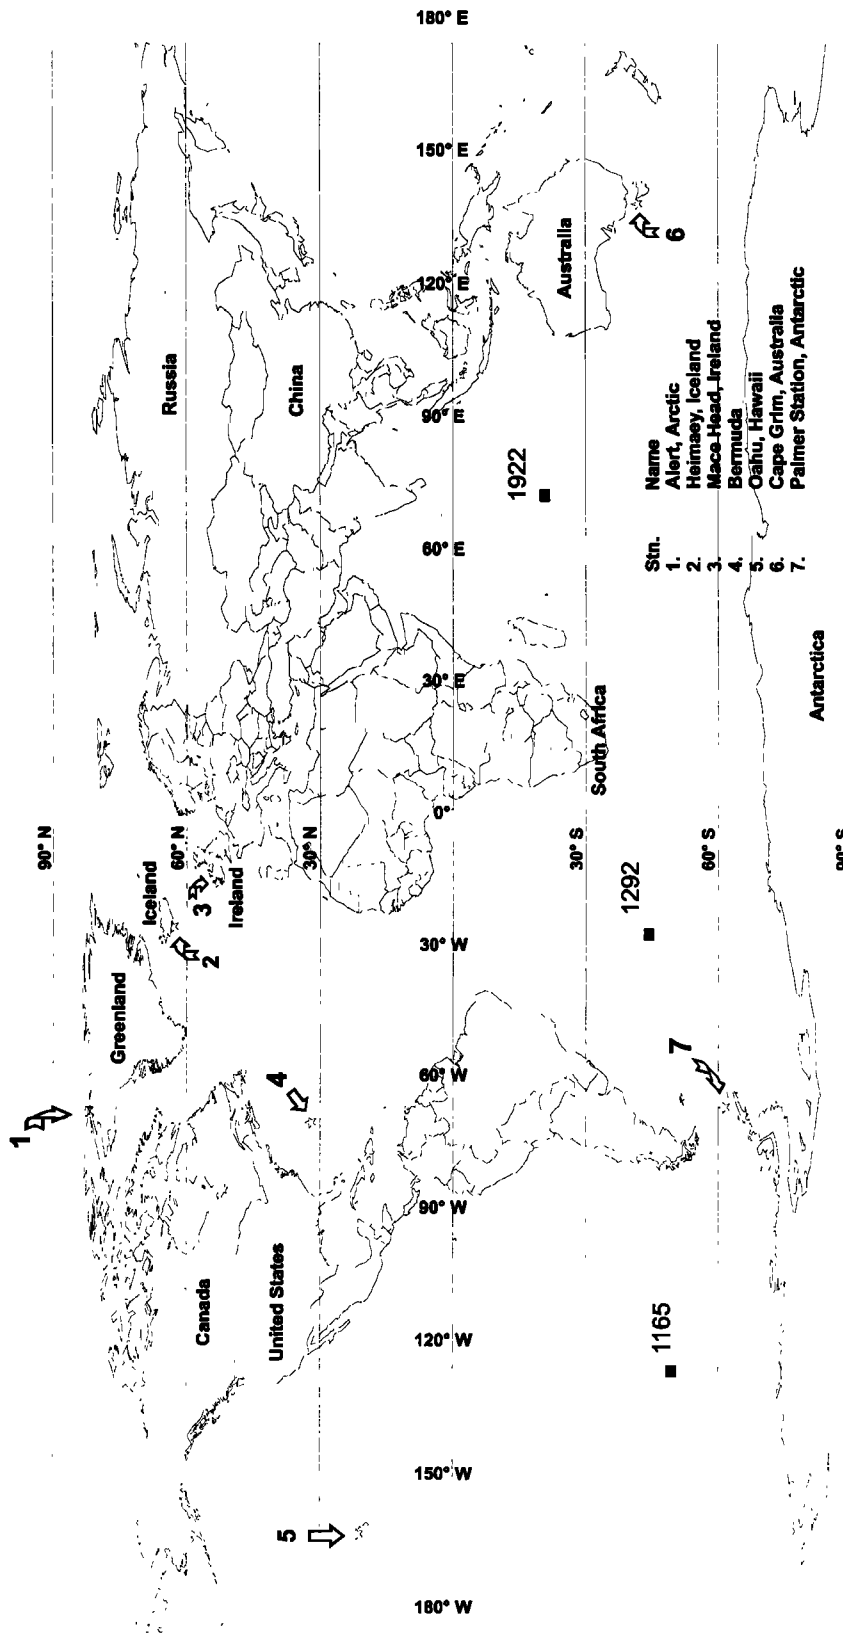 180° E
150° E
120° E
90° E
60° E
30° E
0°
30° W
60° W
90° W
120° W
150° W
180° W
90° N
60° N
30° N
30° S
60° S
Russia
China
Australia
Iceland
Ireland
Greenland
Canada
United States
South Africa
Antarctica
1
2
3
4
5
6
7
1922
1292
1165
Stn. Name
1. Alert, Arctic
2. Heimaey, Iceland
3. Mace Head, Ireland
4. Bermuda
5. Oahu, Hawaii
6. Cape Grim, Australia
7. Palmer Station, Antarctic